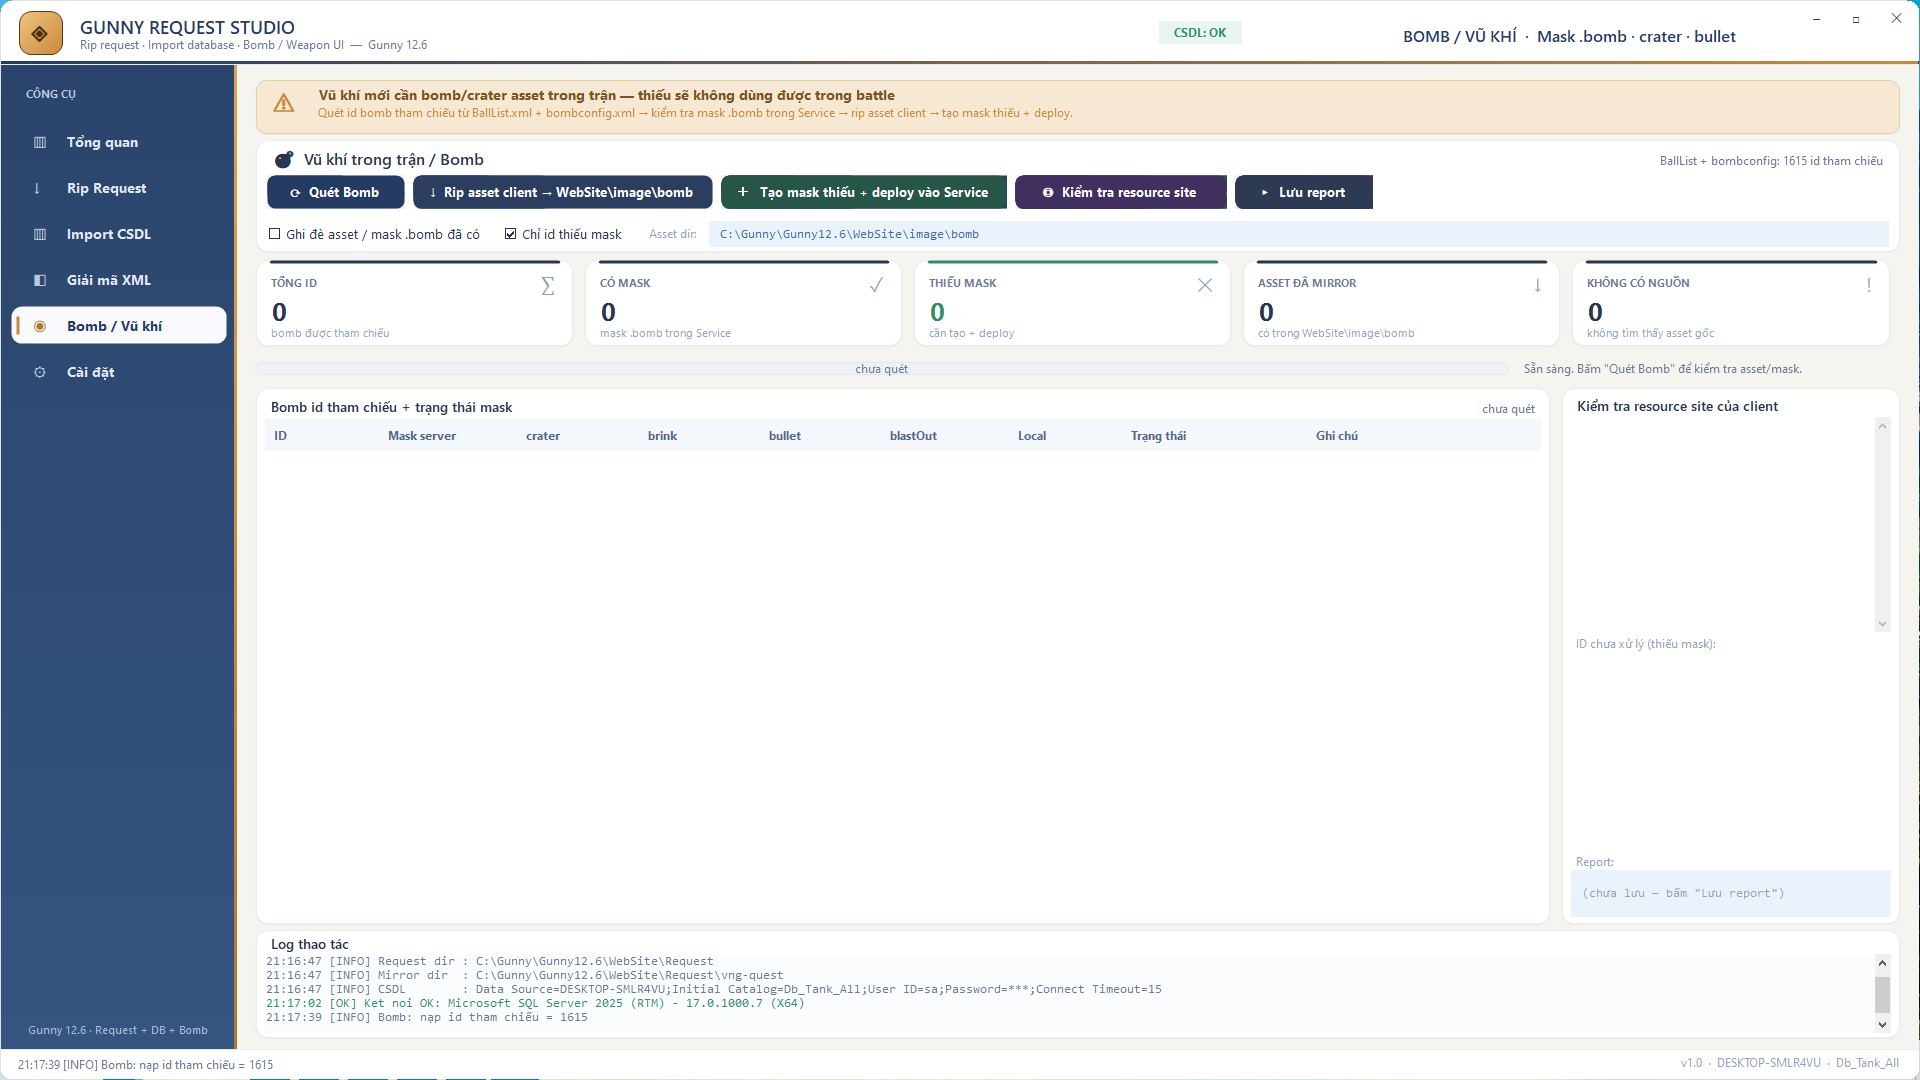 GUNNY REQUEST STUDIO
Rip request · Import database · Bomb / Weapon UI — Gunny 12.6
CSDL: OK
BOMB / VŨ KHÍ · Mask .bomb · crater · bullet
CÔNG CỤ
Tổng quan
Rip Request
Import CSDL
Giải mã XML
Bomb / Vũ khí
Cài đặt
Gunny 12.6 · Request + DB + Bomb
Vũ khí mới cần bomb/crater asset trong trận — thiếu sẽ không dùng được trong battle
Quét id bomb tham chiếu từ BallList.xml + bombconfig.xml → kiểm tra mask .bomb trong Service → rip asset client → tạo mask thiếu + deploy.
Vũ khí trong trận / Bomb
BallList + bombconfig: 1615 id tham chiếu
⟳ Quét Bomb
↓ Rip asset client → WebSite\image\bomb
+ Tạo mask thiếu + deploy vào Service
Kiểm tra resource site
▸ Lưu report
Ghi đè asset / mask .bomb đã có
Chỉ id thiếu mask
Asset dir:
C:\Gunny\Gunny12.6\WebSite\image\bomb
TỔNG ID
∑
0
bomb được tham chiếu
CÓ MASK
✓
0
mask .bomb trong Service
THIẾU MASK
0
cần tạo + deploy
ASSET ĐÃ MIRROR
↓
0
có trong WebSite\image\bomb
KHÔNG CÓ NGUỒN
!
0
không tìm thấy asset gốc
chưa quét
Sẵn sàng. Bấm "Quét Bomb" để kiểm tra asset/mask.
Bomb id tham chiếu + trạng thái mask
chưa quét
ID Mask server crater brink bullet blastOut Local Trạng thái Ghi chú
Kiểm tra resource site của client
ID chưa xử lý (thiếu mask):
Report:
(chưa lưu — bấm "Lưu report")
Log thao tác
21:16:47 [INFO] Request dir : C:\Gunny\Gunny12.6\WebSite\Request
21:16:47 [INFO] Mirror dir : C:\Gunny\Gunny12.6\WebSite\Request\vng-quest
21:16:47 [INFO] CSDL : Data Source=DESKTOP-SMLR4VU;Initial Catalog=Db_Tank_All;User ID=sa;Password=***;Connect Timeout=15
21:17:02 [OK] Ket noi OK: Microsoft SQL Server 2025 (RTM) - 17.0.1000.7 (X64)
21:17:39 [INFO] Bomb: nạp id tham chiếu = 1615
21:17:39 [INFO] Bomb: nạp id tham chiếu = 1615
v1.0 · DESKTOP-SMLR4VU · Db_Tank_All